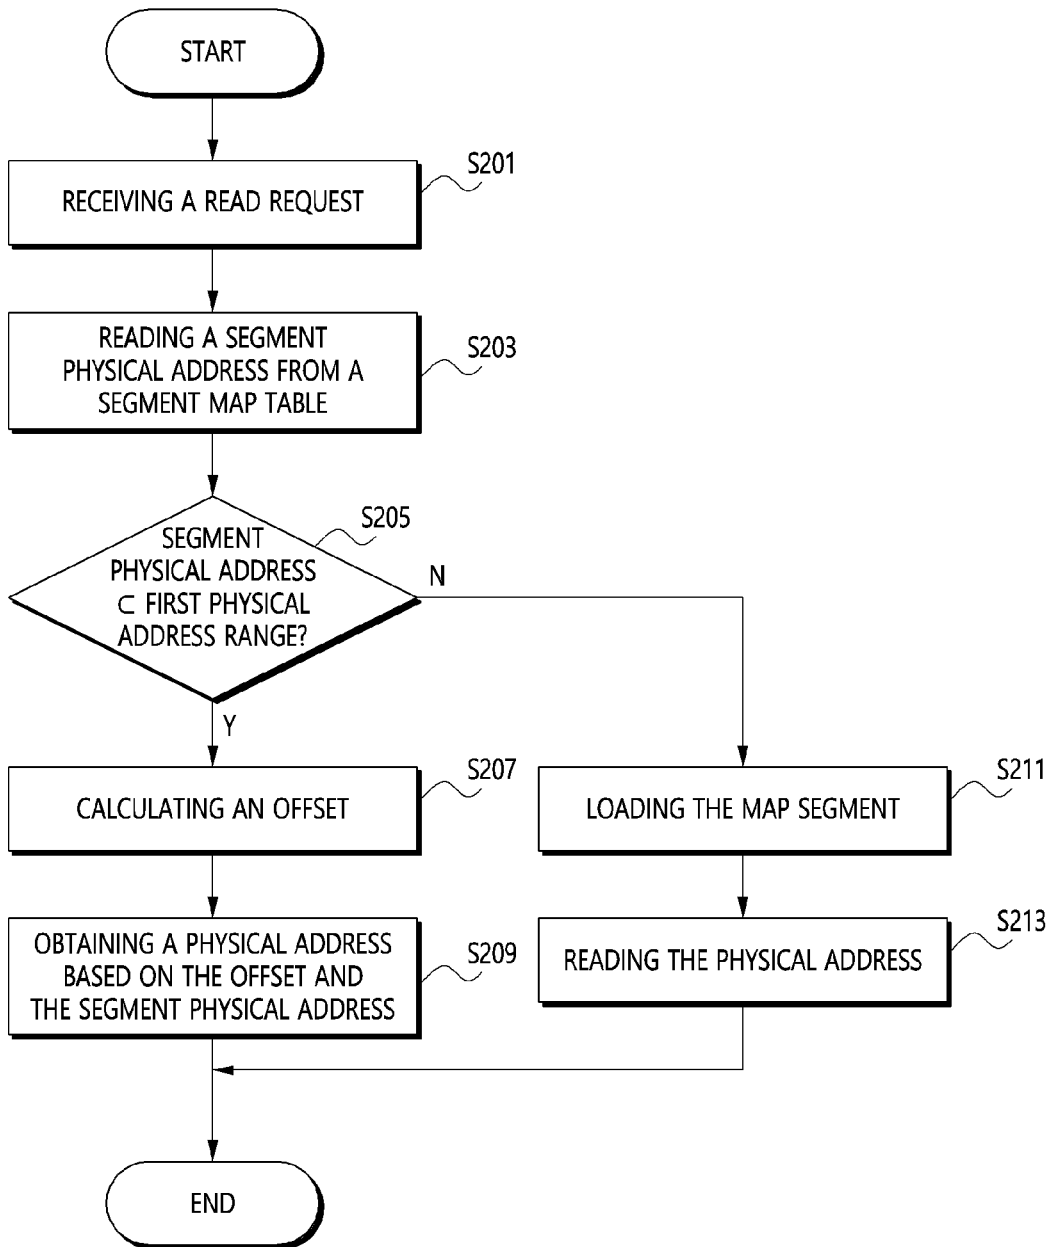 START
S201
RECEIVING A READ REQUEST
READING A SEGMENT
PHYSICAL ADDRESS FROM A
SEGMENT MAP TABLE
S203
S205
SEGMENT
PHYSICAL ADDRESS
⊂ FIRST PHYSICAL
ADDRESS RANGE?
N
Y
S207
CALCULATING AN OFFSET
S211
LOADING THE MAP SEGMENT
OBTAINING A PHYSICAL ADDRESS
BASED ON THE OFFSET AND
THE SEGMENT PHYSICAL ADDRESS
S209
S213
READING THE PHYSICAL ADDRESS
END